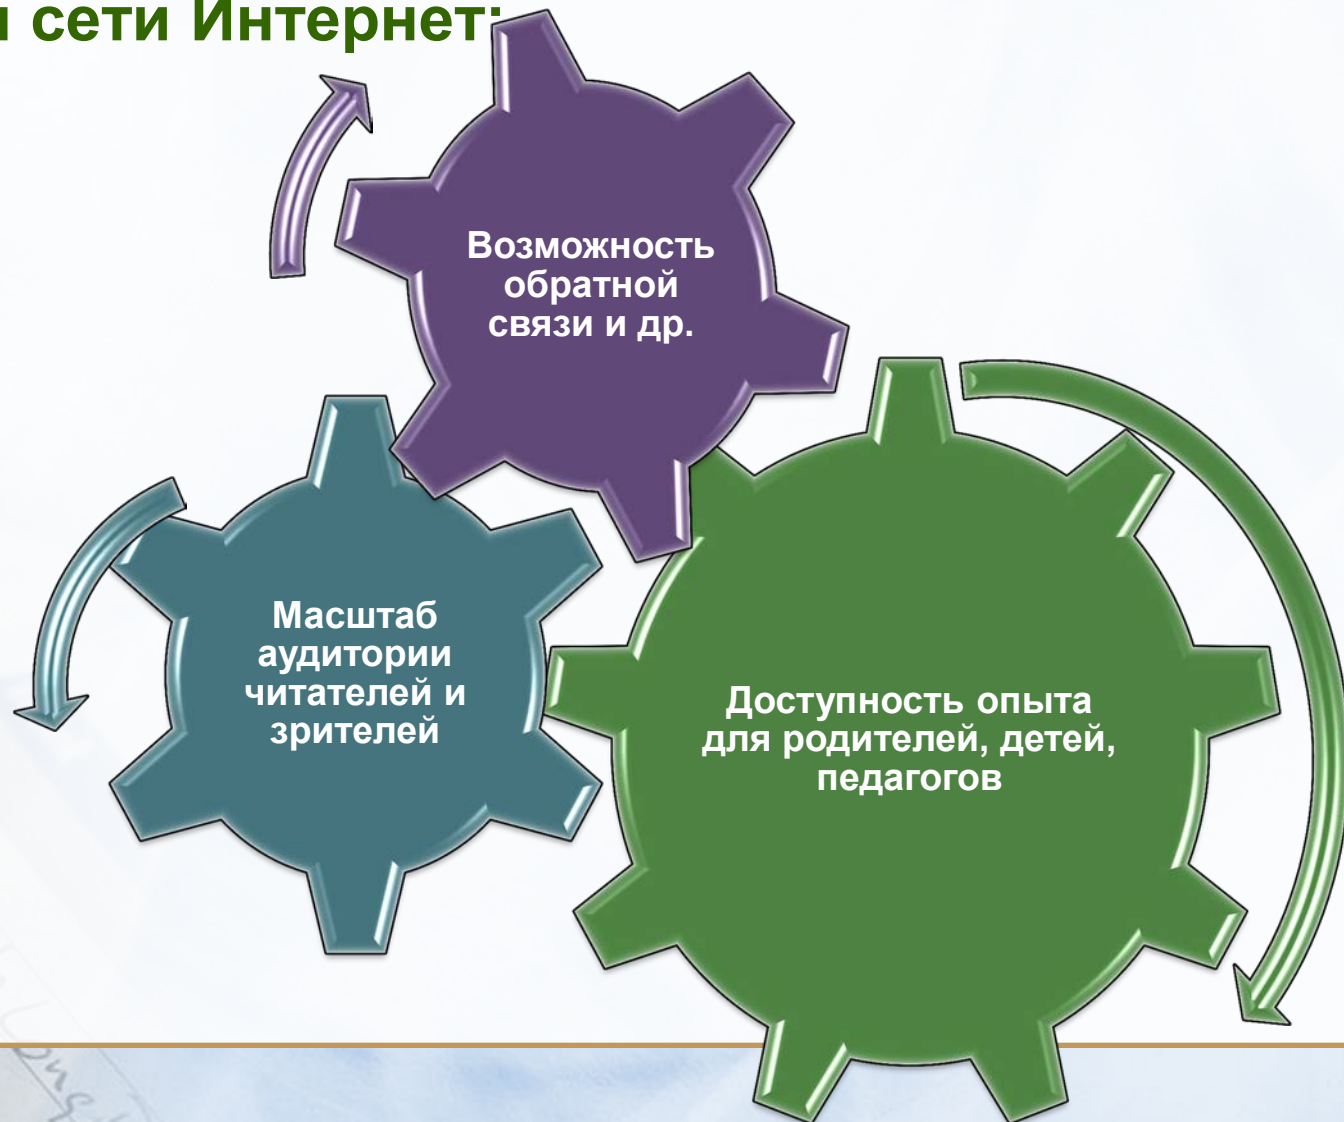 сети Интернет:
Возможность
обратной
связи и др.
Масштаб
аудитории
читателей и
зрителей
Доступность опыта
для родителей, детей,
педагогов